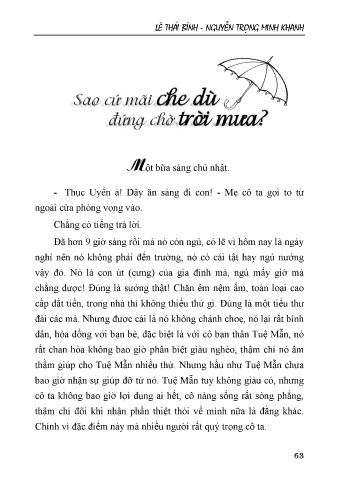 LÊ THÁI BÌNH - NGUYỄN TRỌNG MINH KHANH
Sao cứ mãi che dù
đứng chờ trời mưa?
Một bữa sáng chủ nhật.
- Thục Uyển à! Dậy ăn sáng đi con! - Mẹ cô ta gọi to từ
ngoài cửa phòng vọng vào.
Chẳng có tiếng trả lời.
Đã hơn 9 giờ sáng rồi mà nó còn ngủ, có lẽ vì hôm nay là ngày
nghỉ nên nó không phải đến trường, nó có cái tật hay ngủ nướng
vậy đó. Nó là con út (cưng) của gia đình mà, ngủ mấy giờ mà
chẳng được! Đúng là sướng thật! Chăn êm nệm ấm, toàn loại cao
cấp đắt tiền, trong nhà thì không thiếu thứ gì. Đúng là một tiểu thư
đài các mà. Nhưng được cái là nó không chảnh choẹ, nó lại rất bình
dân, hòa đồng với bạn bè, đặc biệt là với cô bạn thân Tuệ Mẫn, nó
rất chan hòa không bao giờ phân biệt giàu nghèo, thậm chí nó âm
thầm giúp cho Tuệ Mẫn nhiều thứ. Nhưng hầu như Tuệ Mẫn chưa
bao giờ nhận sự giúp đỡ từ nó. Tuệ Mẫn tuy không giàu có, nhưng
cô ta không bao giờ lợi dụng ai hết, cô nàng sống rất sòng phẳng,
thậm chí đôi khi nhân phần thiệt thòi về mình nữa là đằng khác.
Chính vì đặc điểm này mà nhiều người rất quý trọng cô ta.
63